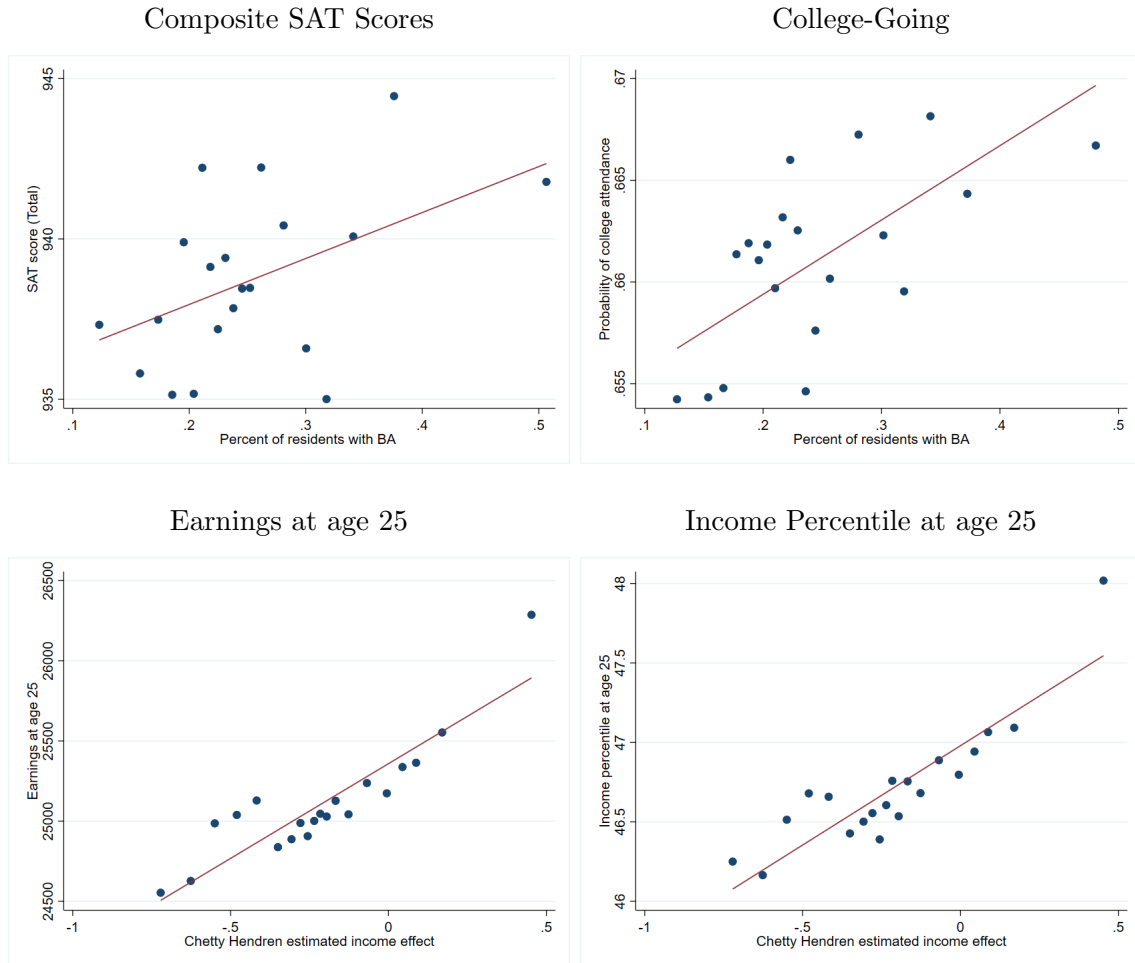 Composite SAT Scores
945
940
935
SAT score (Total)
.1 .2 .3 .4 .5
Percent of residents with BA
College-Going
.67
.665
.66
.655
Probability of college attendance
.1 .2 .3 .4 .5
Percent of residents with BA
Earnings at age 25
26500
26000
25500
25000
24500
Earnings at age 25
-1 -.5 0 .5
Chetty Hendren estimated income effect
Income Percentile at age 25
48
47.5
47
46.5
46
Income percentile at age 25
-1 -.5 0 .5
Chetty Hendren estimated income effect